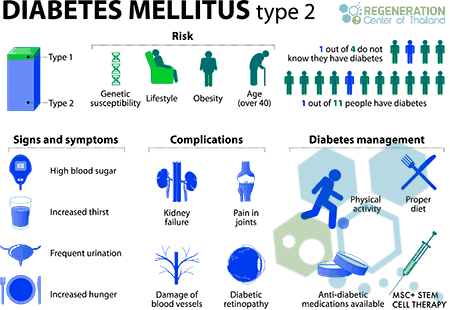 DIABETES MELLITUS type 2
REGENERATION
Center of Thailand
Type 1
Type 2
Risk
Genetic
susceptibility
Lifestyle
Obesity
Age
(over 40)
1 out of 4 do not
know they have diabetes
1 out of 11 people have diabetes
Signs and symptoms
High blood sugar
Increased thirst
Frequent urination
Increased hunger
Complications
Kidney
failure
Pain in
joints
Damage of
blood vessels
Diabetic
retinopathy
Diabetes management
Physical
activity
Proper
diet
Anti-diabetic
medications available
MSC+ STEM
CELL THERAPY